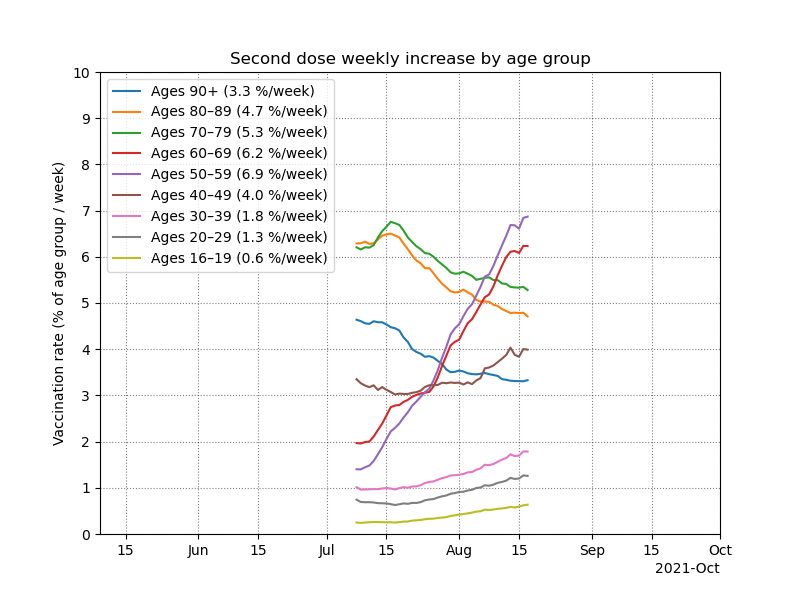 Second dose weekly increase by age group
Vaccination rate (% of age group / week)
10
9
8
7
6
5
4
3
2
1
0
Ages 90+ (3.3 %/week)
Ages 80–89 (4.7 %/week)
Ages 70–79 (5.3 %/week)
Ages 60–69 (6.2 %/week)
Ages 50–59 (6.9 %/week)
Ages 40–49 (4.0 %/week)
Ages 30–39 (1.8 %/week)
Ages 20–29 (1.3 %/week)
Ages 16–19 (0.6 %/week)
15 Jun 15 Jul 15 Aug 15 Sep 15 Oct
2021-Oct